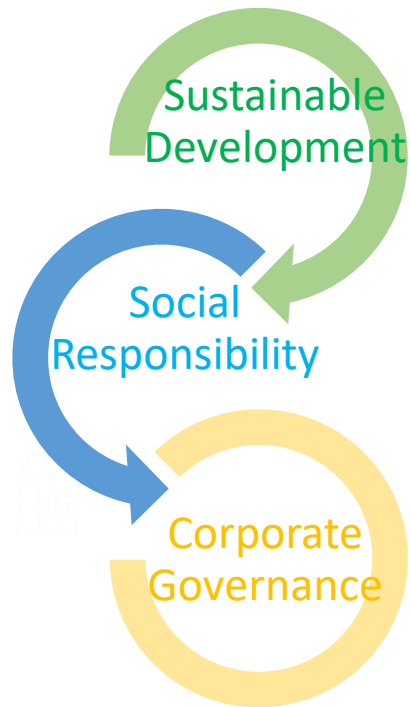 Sustainable
Development
Social
Responsibility
Corporate
Governance